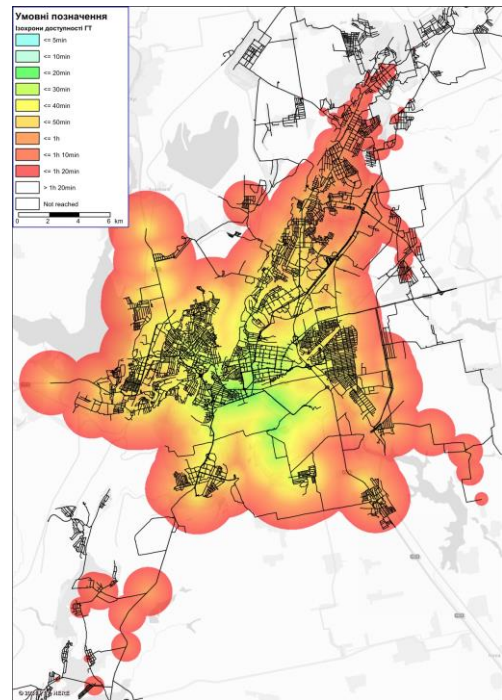 Умовні позначення
Ізохрони доступності ГТ
<= 5min
<= 10min
<= 20min
<= 30min
<= 40min
<= 50min
<= 1h
<= 1h 10min
<= 1h 20min
> 1h 20min
Not reached
0 2 4 6
km